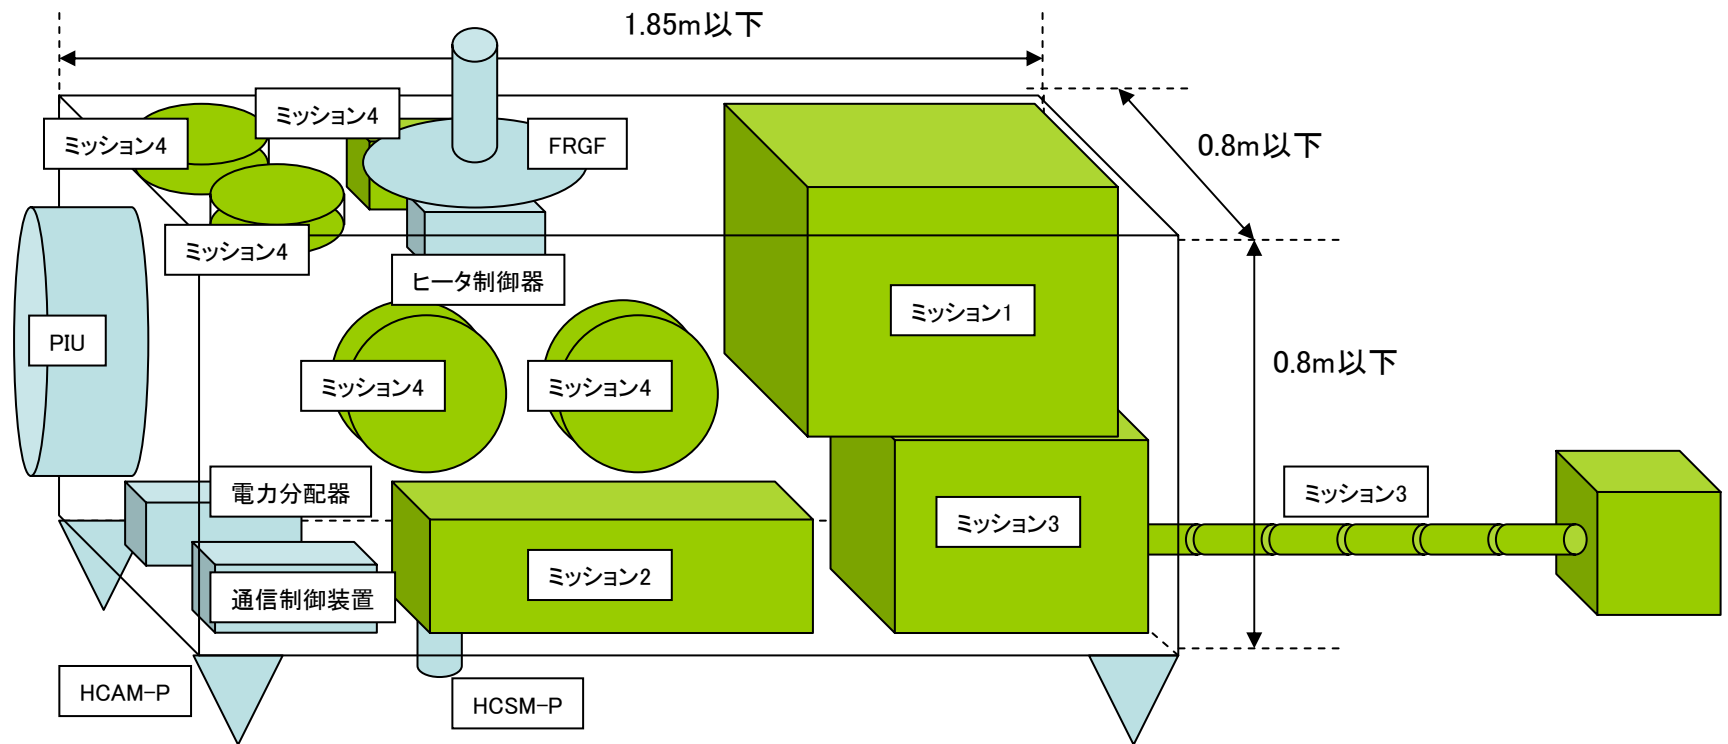 1.85m以下
ミッション4
ミッション4
FRGF
0.8m以下
ミッション4
ヒータ制御器
ミッション1
PIU
0.8m以下
ミッション4
ミッション4
電力分配器
ミッション3
ミッション3
ミッション2
通信制御装置
HCAM-P
HCSM-P